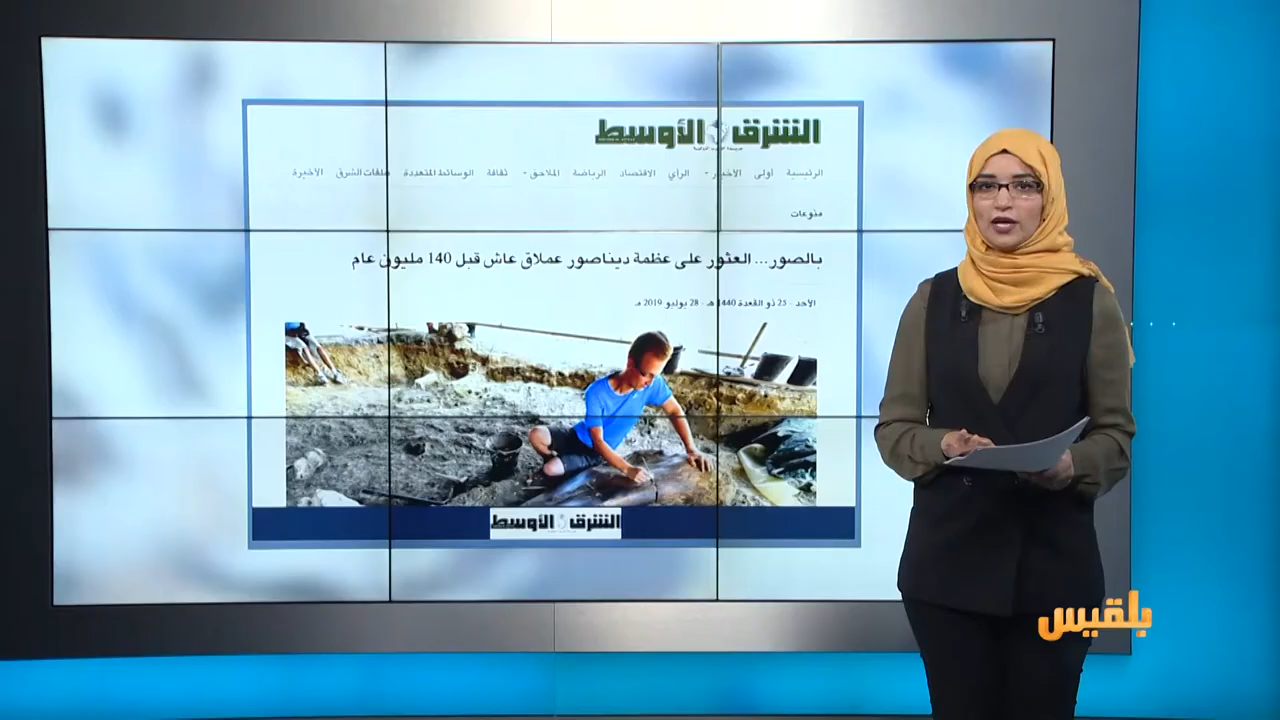 الشرق الأوسط
الرئيسية أولى الأخبار الرأي الاقتصاد الرياضة الملاحق ثقافة الوسائط المتعددة ملفات الشرق الأخيرة
منوعات
بالصور... العثور على عظمة ديناصور عملاق عاش قبل 140 مليون عام
الأحد - 25 ذو القعدة 1440 هـ - 28 يوليو 2019 مـ
الشرق الأوسط
بلقيس